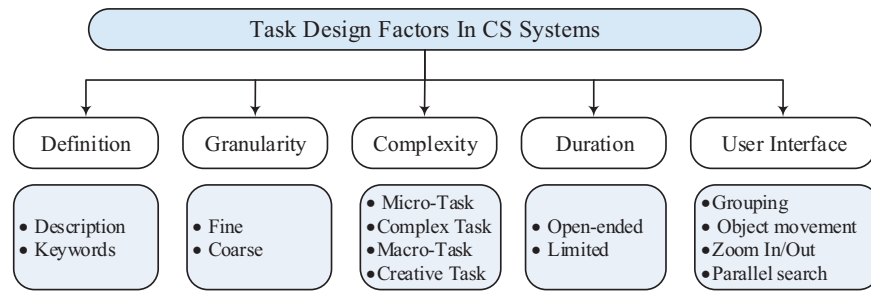 Task Design Factors In CS Systems
Definition
Granularity
Complexity
Duration
User Interface
• Description
• Keywords
• Fine
• Coarse
• Micro-Task
• Complex Task
• Macro-Task
• Creative Task
• Open-ended
• Limited
• Grouping
• Object movement
• Zoom In/Out
• Parallel search